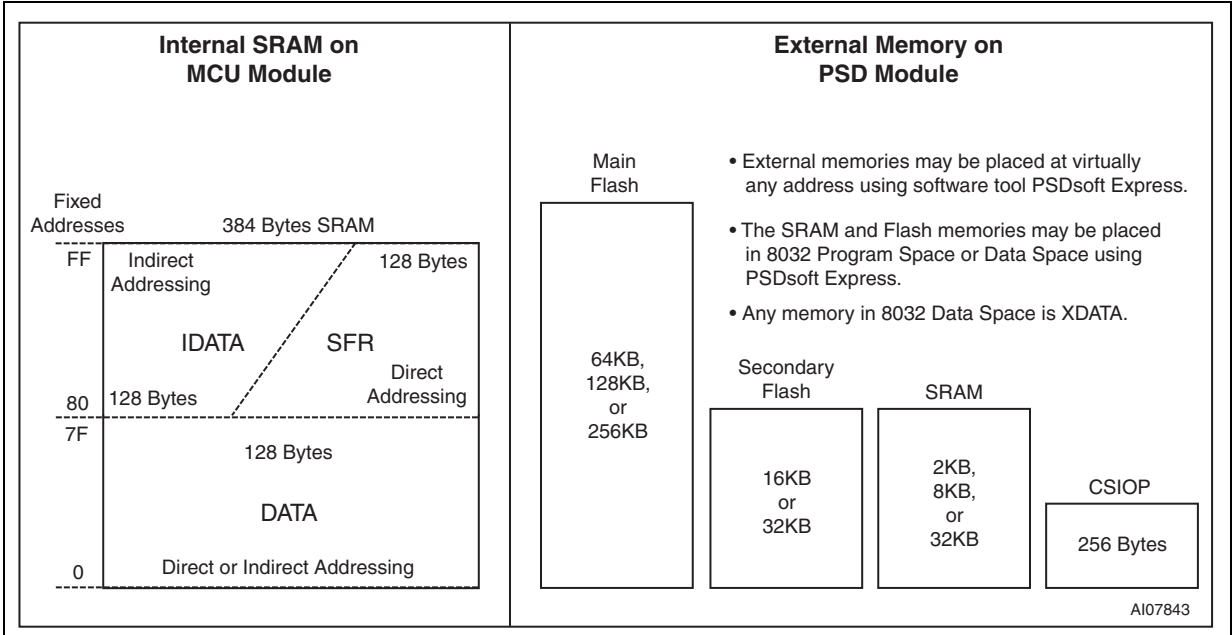 Internal SRAM on
MCU Module
Fixed
Addresses
384 Bytes SRAM
FF
Indirect
Addressing
128 Bytes
IDATA
SFR
Direct
Addressing
128 Bytes
80
7F
128 Bytes
DATA
Direct or Indirect Addressing
0
External Memory on
PSD Module
Main
Flash
64KB,
128KB,
or
256KB
• External memories may be placed at virtually
any address using software tool PSDsoft Express.
• The SRAM and Flash memories may be placed
in 8032 Program Space or Data Space using
PSDsoft Express.
• Any memory in 8032 Data Space is XDATA.
Secondary
Flash
16KB
or
32KB
SRAM
2KB,
8KB,
or
32KB
CSIOP
256 Bytes
AI07843